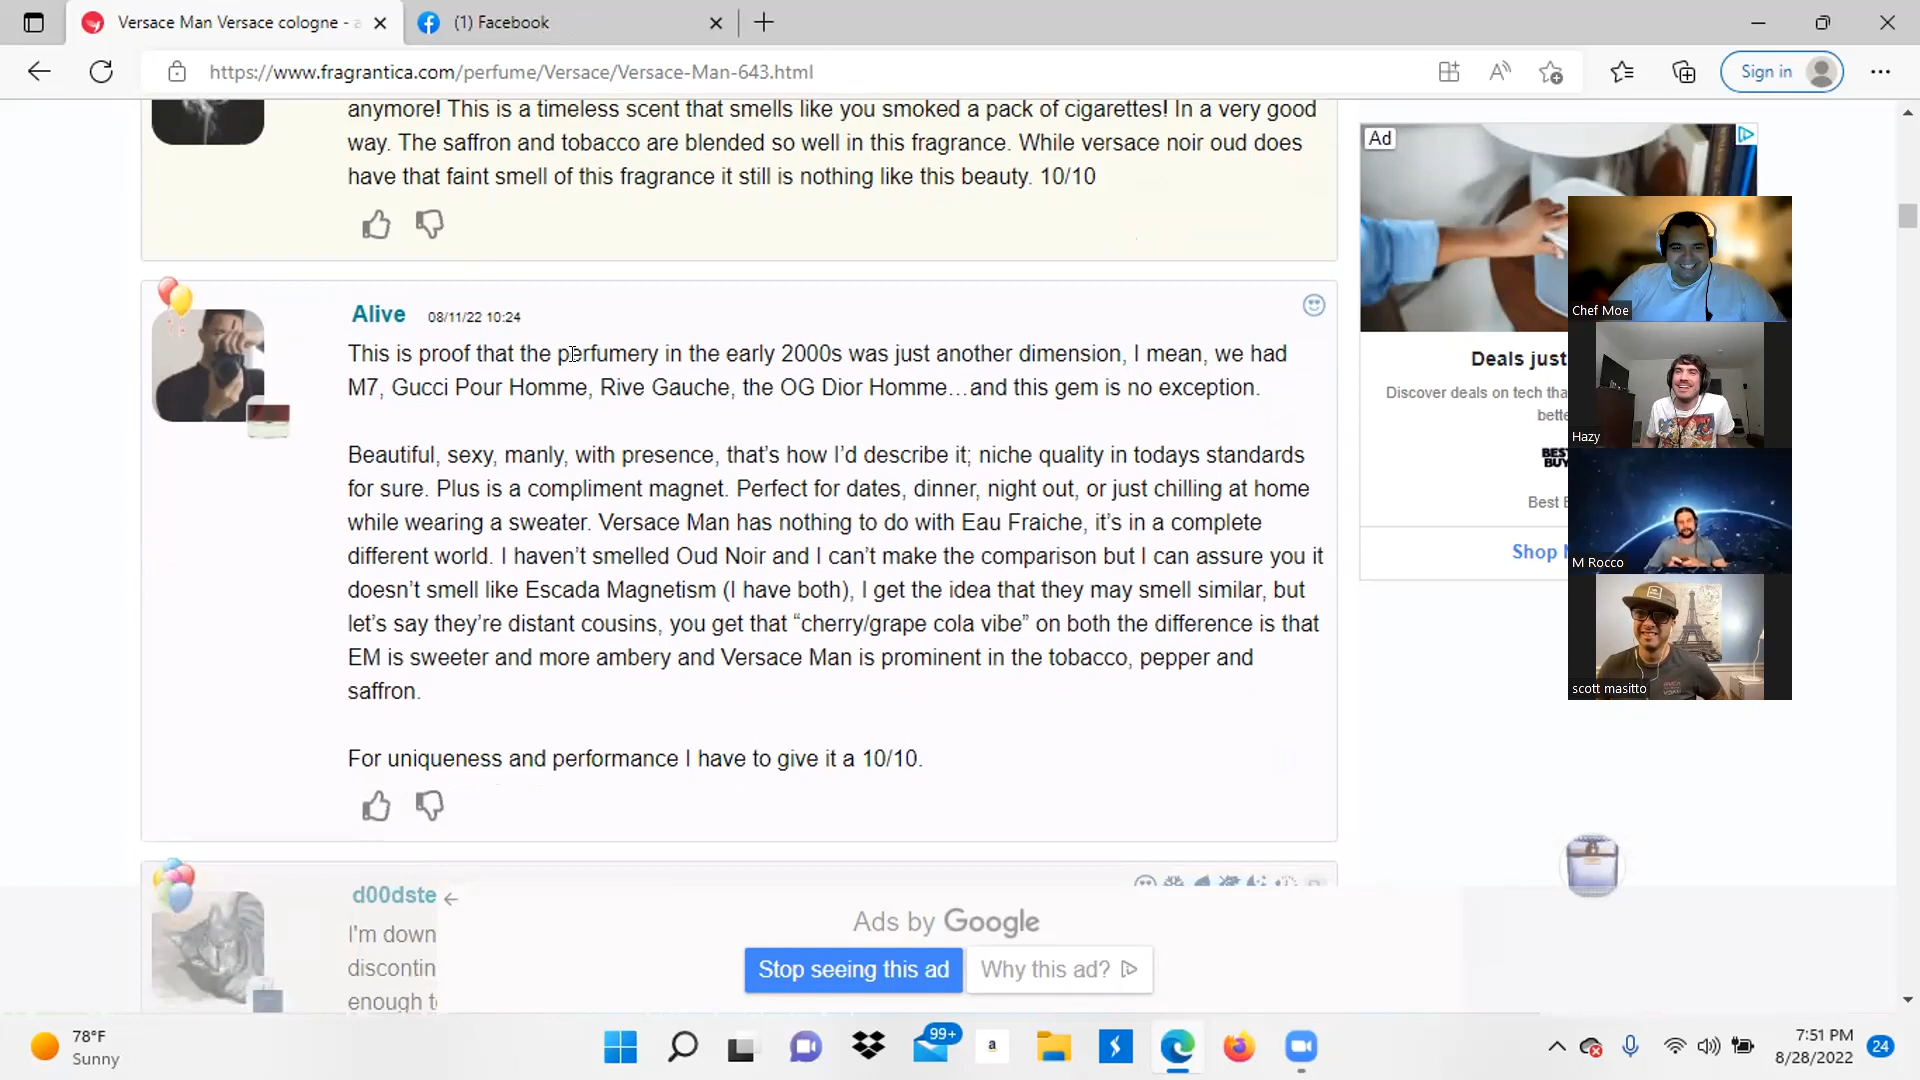 Versace Man Versace cologne - a
(1) Facebook
https://www.fragrantica.com/perfume/Versace/Versace-Man-643.html
Sign in
anymore! This is a timeless scent that smells like you smoked a pack of cigarettes! In a very good
way. The saffron and tobacco are blended so well in this fragrance. While versace noir oud does
have that faint smell of this fragrance it still is nothing like this beauty. 10/10
Alive 08/11/22 10:24
This is proof that the perfumery in the early 2000s was just another dimension, I mean, we had
M7, Gucci Pour Homme, Rive Gauche, the OG Dior Homme…and this gem is no exception.
Beautiful, sexy, manly, with presence, that's how I'd describe it; niche quality in todays standards
for sure. Plus is a compliment magnet. Perfect for dates, dinner, night out, or just chilling at home
while wearing a sweater. Versace Man has nothing to do with Eau Fraiche, it's in a complete
different world. I haven't smelled Oud Noir and I can't make the comparison but I can assure you it
doesn't smell like Escada Magnetism (I have both), I get the idea that they may smell similar, but
let's say they're distant cousins, you get that “cherry/grape cola vibe” on both the difference is that
EM is sweeter and more ambery and Versace Man is prominent in the tobacco, pepper and
saffron.
For uniqueness and performance I have to give it a 10/10.
d00dste
I'm down
discontin
enough t
Ads by Google
Stop seeing this ad
Why this ad?
Ad
Deals just
Discover deals on tech tha
bette
BES
BUY
Best B
Shop
Chef Moe
Hazy
M Rocco
scott masitto
78°F
Sunny
99+
a
7:51 PM
8/28/2022
24